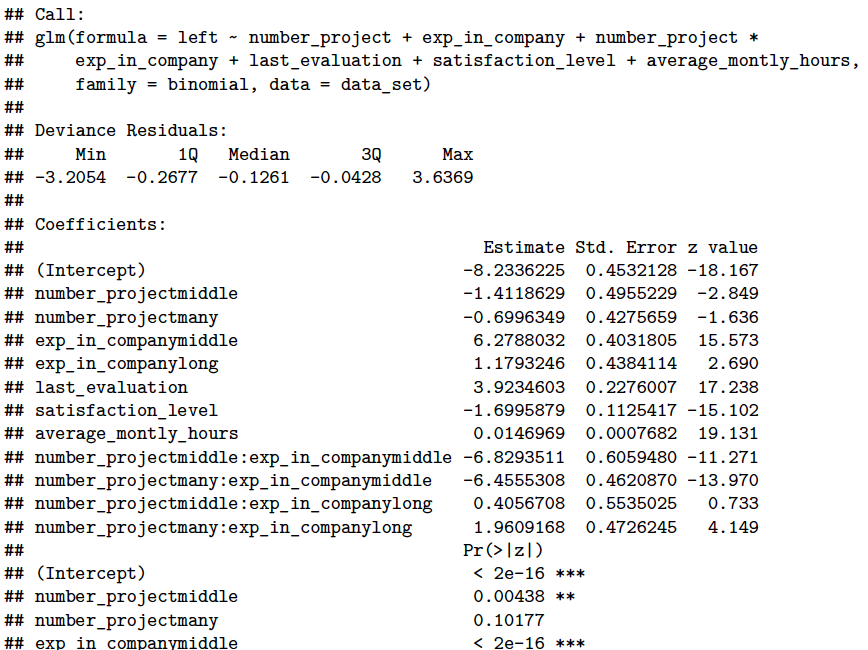 ## Call:
## glm(formula = left ~ number_project + exp_in_company + number_project *
##     exp_in_company + last_evaluation + satisfaction_level + average_montly_hours,
##     family = binomial, data = data_set)
##
## Deviance Residuals:
##     Min       1Q   Median       3Q      Max
## -3.2054  -0.2677  -0.1261  -0.0428   3.6369
##
## Coefficients:
##                                           Estimate Std. Error z value
## (Intercept)                             -8.2336225  0.4532128 -18.167
## number_projectmiddle                    -1.4118629  0.4955229  -2.849
## number_projectmany                      -0.6996349  0.4275659  -1.636
## exp_in_companymiddle                     6.2788032  0.4031805  15.573
## exp_in_companylong                       1.1793246  0.4384114   2.690
## last_evaluation                          3.9234603  0.2276007  17.238
## satisfaction_level                      -1.6995879  0.1125417 -15.102
## average_montly_hours                     0.0146969  0.0007682  19.131
## number_projectmiddle:exp_in_companymiddle -6.8293511  0.6059480 -11.271
## number_projectmany:exp_in_companymiddle -6.4555308  0.4620870 -13.970
## number_projectmiddle:exp_in_companylong  0.4056708  0.5535025   0.733
## number_projectmany:exp_in_companylong    1.9609168  0.4726245   4.149
##                                         Pr(>|z|)
## (Intercept)                              < 2e-16 ***
## number_projectmiddle                     0.00438 **
## number_projectmany                       0.10177
## exp_in_companymiddle                     < 2e-16 ***